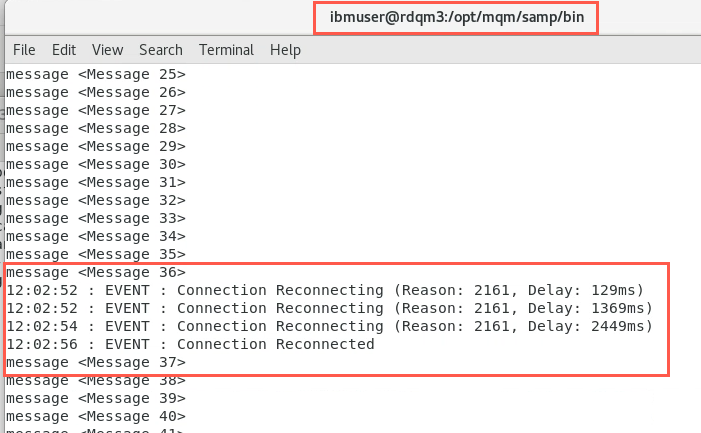 ibmuser@rdqm3:/opt/mqm/samp/bin
File Edit View Search Terminal Help
message <Message 25>
message <Message 26>
message <Message 27>
message <Message 28>
message <Message 29>
message <Message 30>
message <Message 31>
message <Message 32>
message <Message 33>
message <Message 34>
message <Message 35>
message <Message 36>
12:02:52 : EVENT : Connection Reconnecting (Reason: 2161, Delay: 129ms)
12:02:52 : EVENT : Connection Reconnecting (Reason: 2161, Delay: 1369ms)
12:02:54 : EVENT : Connection Reconnecting (Reason: 2161, Delay: 2449ms)
12:02:56 : EVENT : Connection Reconnected
message <Message 37>
message <Message 38>
message <Message 39>
message <Message 40>
message <Message 41>